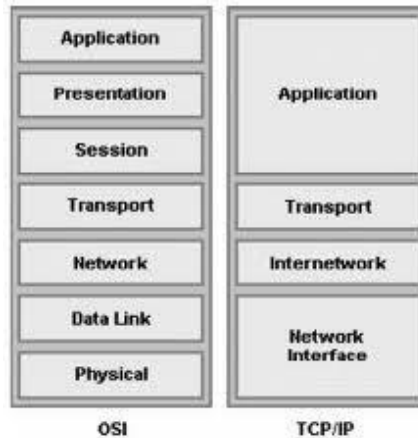 Application
Presentation
Session
Transport
Network
Data Link
Physical
OSI
Application
Transport
Internetwork
Network
Interface
TCP/IP